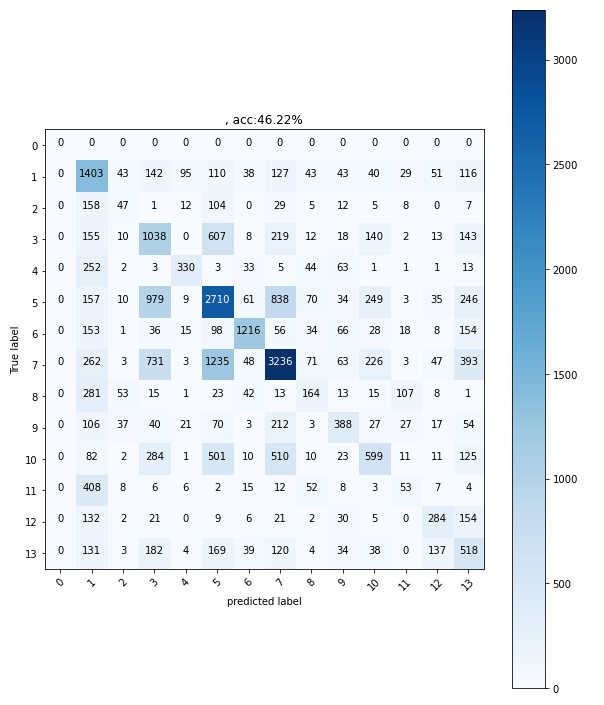 , acc:46.22%
0 0 0 0 0 0 0 0 0 0 0 0 0 0 0
1 0 1403 43 142 95 110 38 127 43 43 40 29 51 116
2 0 158 47 1 12 104 0 29 5 12 5 8 0 7
3 0 155 10 1038 0 607 8 219 12 18 140 2 13 143
4 0 252 2 3 330 3 33 5 44 63 1 1 1 13
5 0 157 10 979 9 2710 61 838 70 34 249 3 35 246
6 0 153 1 36 15 98 1216 56 34 66 28 18 8 154
7 0 262 3 731 3 1235 48 3236 71 63 226 3 47 393
8 0 281 53 15 1 23 42 13 164 13 15 107 8 1
9 0 106 37 40 21 70 3 212 3 388 27 27 17 54
10 0 82 2 284 1 501 10 510 10 23 599 11 11 125
11 0 408 8 6 6 2 15 12 52 8 3 53 7 4
12 0 132 2 21 0 9 6 21 2 30 5 0 284 154
13 0 131 3 182 4 169 39 120 4 34 38 0 137 518
0 1 2 3 4 5 6 7 8 9 10 11 12 13
predicted label
True label
3000
2500
2000
1500
1000
500
0